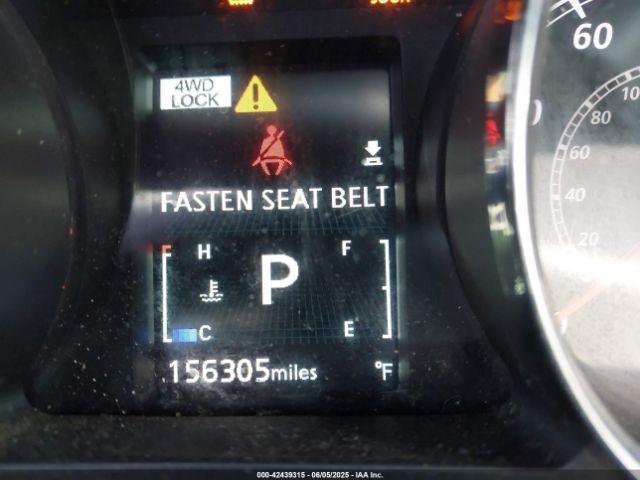 60
4WD
LOCK
FASTEN SEAT BELT
H
F
P
C
E
156305miles
°F
100
80
60
40
20
000-42439315 - 06/05/2025 - IAA Inc.